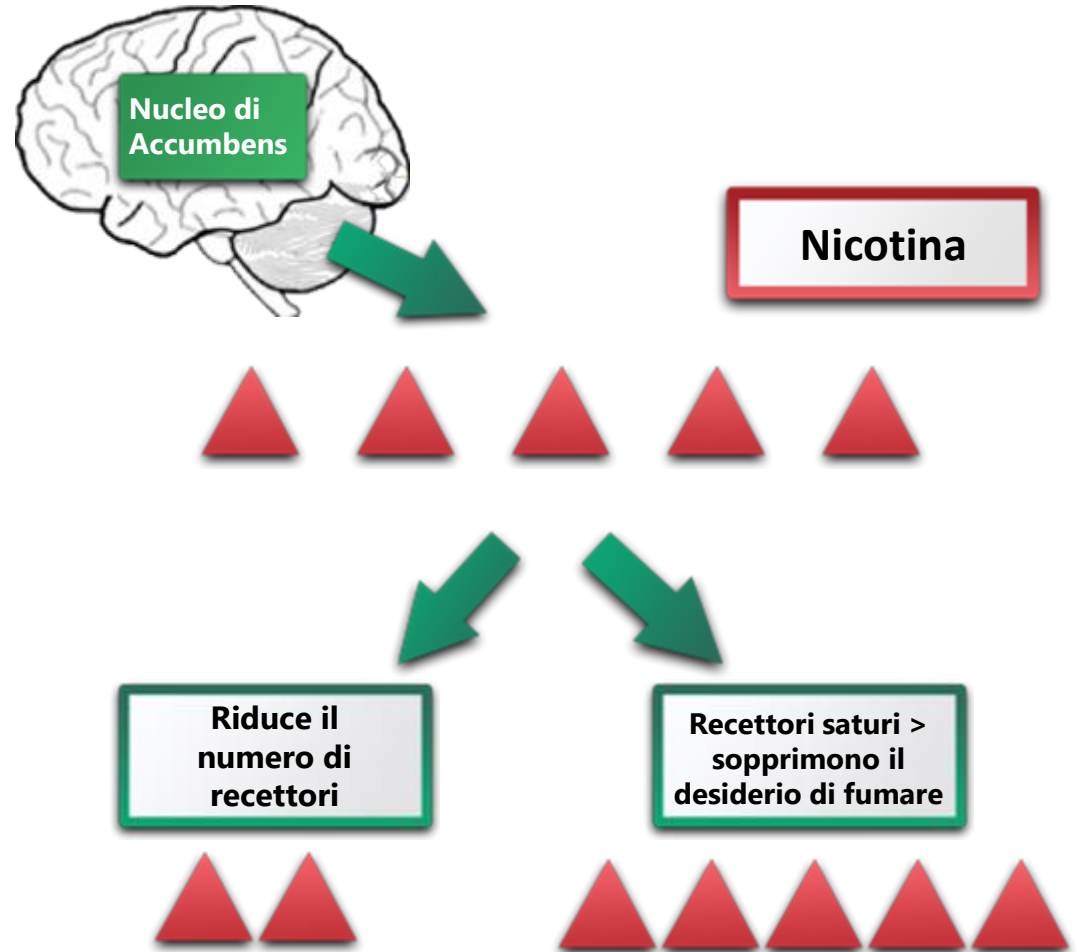 Nucleo di
Accumbens
Nicotina
Riduce il
numero di
recettori
Recettori saturi >
sopprimono il
desiderio di fumare